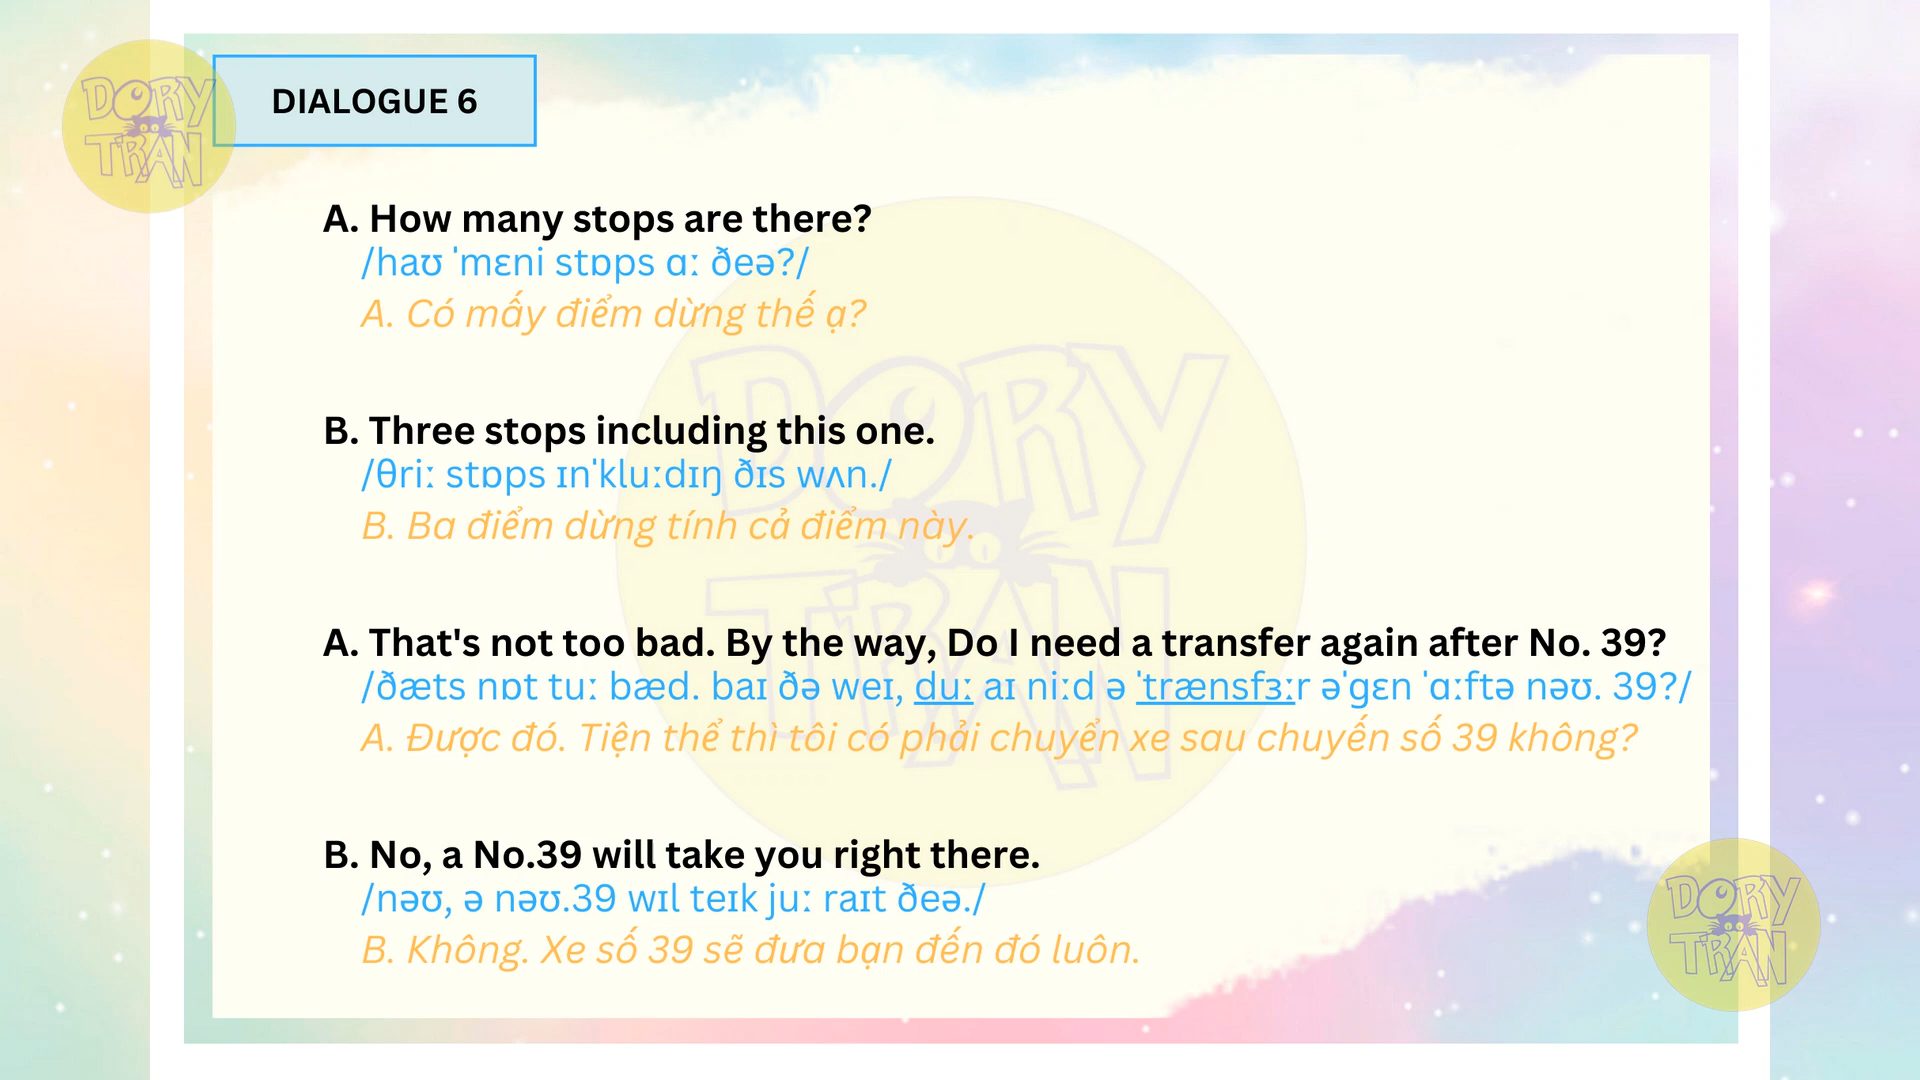 DORY
TRAN
DIALOGUE 6
A. How many stops are there?
/haʊ ˈmɛni stɒps ɑː ðeə?/
A. Có mấy điểm dừng thế ạ?
B. Three stops including this one.
/θriː stɒps ɪnˈkluːdɪŋ ðɪs wʌn./
B. Ba điểm dừng tính cả điểm này.
A. That's not too bad. By the way, Do I need a transfer again after No. 39?
/ðæts nɒt tuː bæd. baɪ ðə weɪ, duː aɪ niːd ə ˈtrænsfɜːr əˈgɛn ˈɑːftə nəʊ. 39?/
A. Được đó. Tiện thể thì tôi có phải chuyển xe sau chuyến số 39 không?
B. No, a No.39 will take you right there.
/nəʊ, ə nəʊ.39 wɪl teɪk juː raɪt ðeə./
B. Không. Xe số 39 sẽ đưa bạn đến đó luôn.
DORY
TRAN
DORY
TRAN